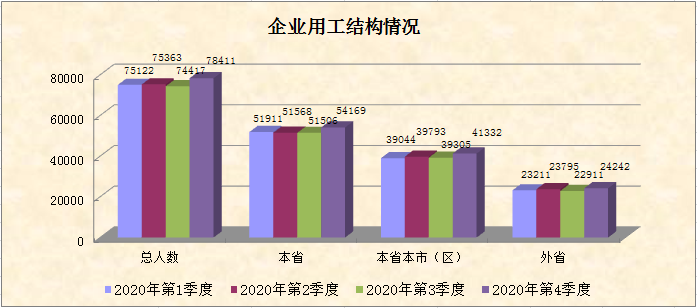 企业用工结构情况
80000
60000
40000
20000
0
75122
75363
74417
78411
51911
51568
51506
54169
39044
39793
39305
41332
23211
23795
22911
24242
总人数
本省
本省本市（区）
外省
2020年第1季度
2020年第2季度
2020年第3季度
2020年第4季度